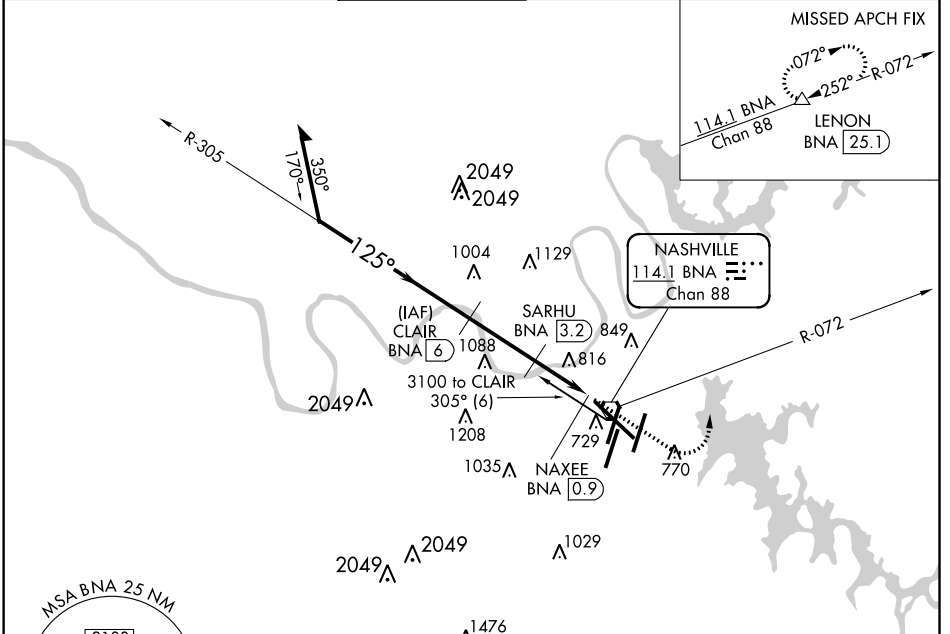 MISSED APCH FIX
072°
252°
R-072
114.1 BNA
Chan 88
LENON
BNA 25.1
R-305
350°
170°
2049
2049
125°
1004
1129
NASHVILLE
114.1 BNA
Chan 88
(IAF)
CLAIR
BNA 6
SARHU
BNA 3.2
849
R-072
1088
816
3100 to CLAIR
305° (6)
2049
1208
729
770
1035
NAXEE
BNA 0.9
2049
2049
1029
MSA BNA 25 NM
1476